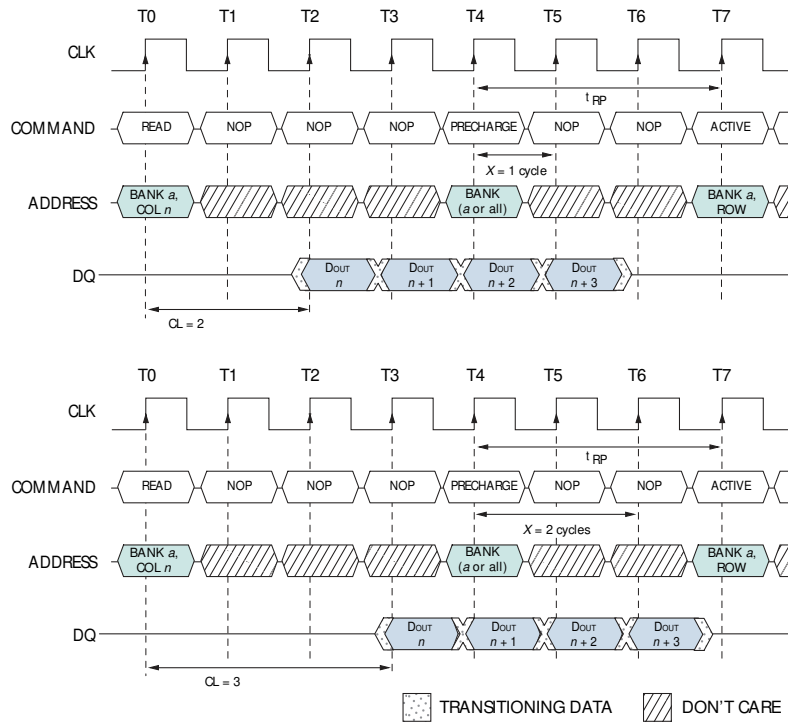 T0 T1 T2 T3 T4 T5 T6 T7
CLK
tRP
COMMAND READ NOP NOP NOP PRECHARGE NOP NOP ACTIVE
X = 1 cycle
ADDRESS BANK a, COL n BANK (a or all) BANK a, ROW
DQ DOUT n DOUT n + 1 DOUT n + 2 DOUT n + 3
CL = 2
T0 T1 T2 T3 T4 T5 T6 T7
CLK
tRP
COMMAND READ NOP NOP NOP PRECHARGE NOP NOP ACTIVE
X = 2 cycles
ADDRESS BANK a, COL n BANK (a or all) BANK a, ROW
DQ DOUT n DOUT n + 1 DOUT n + 2 DOUT n + 3
CL = 3
TRANSITIONING DATA DON'T CARE